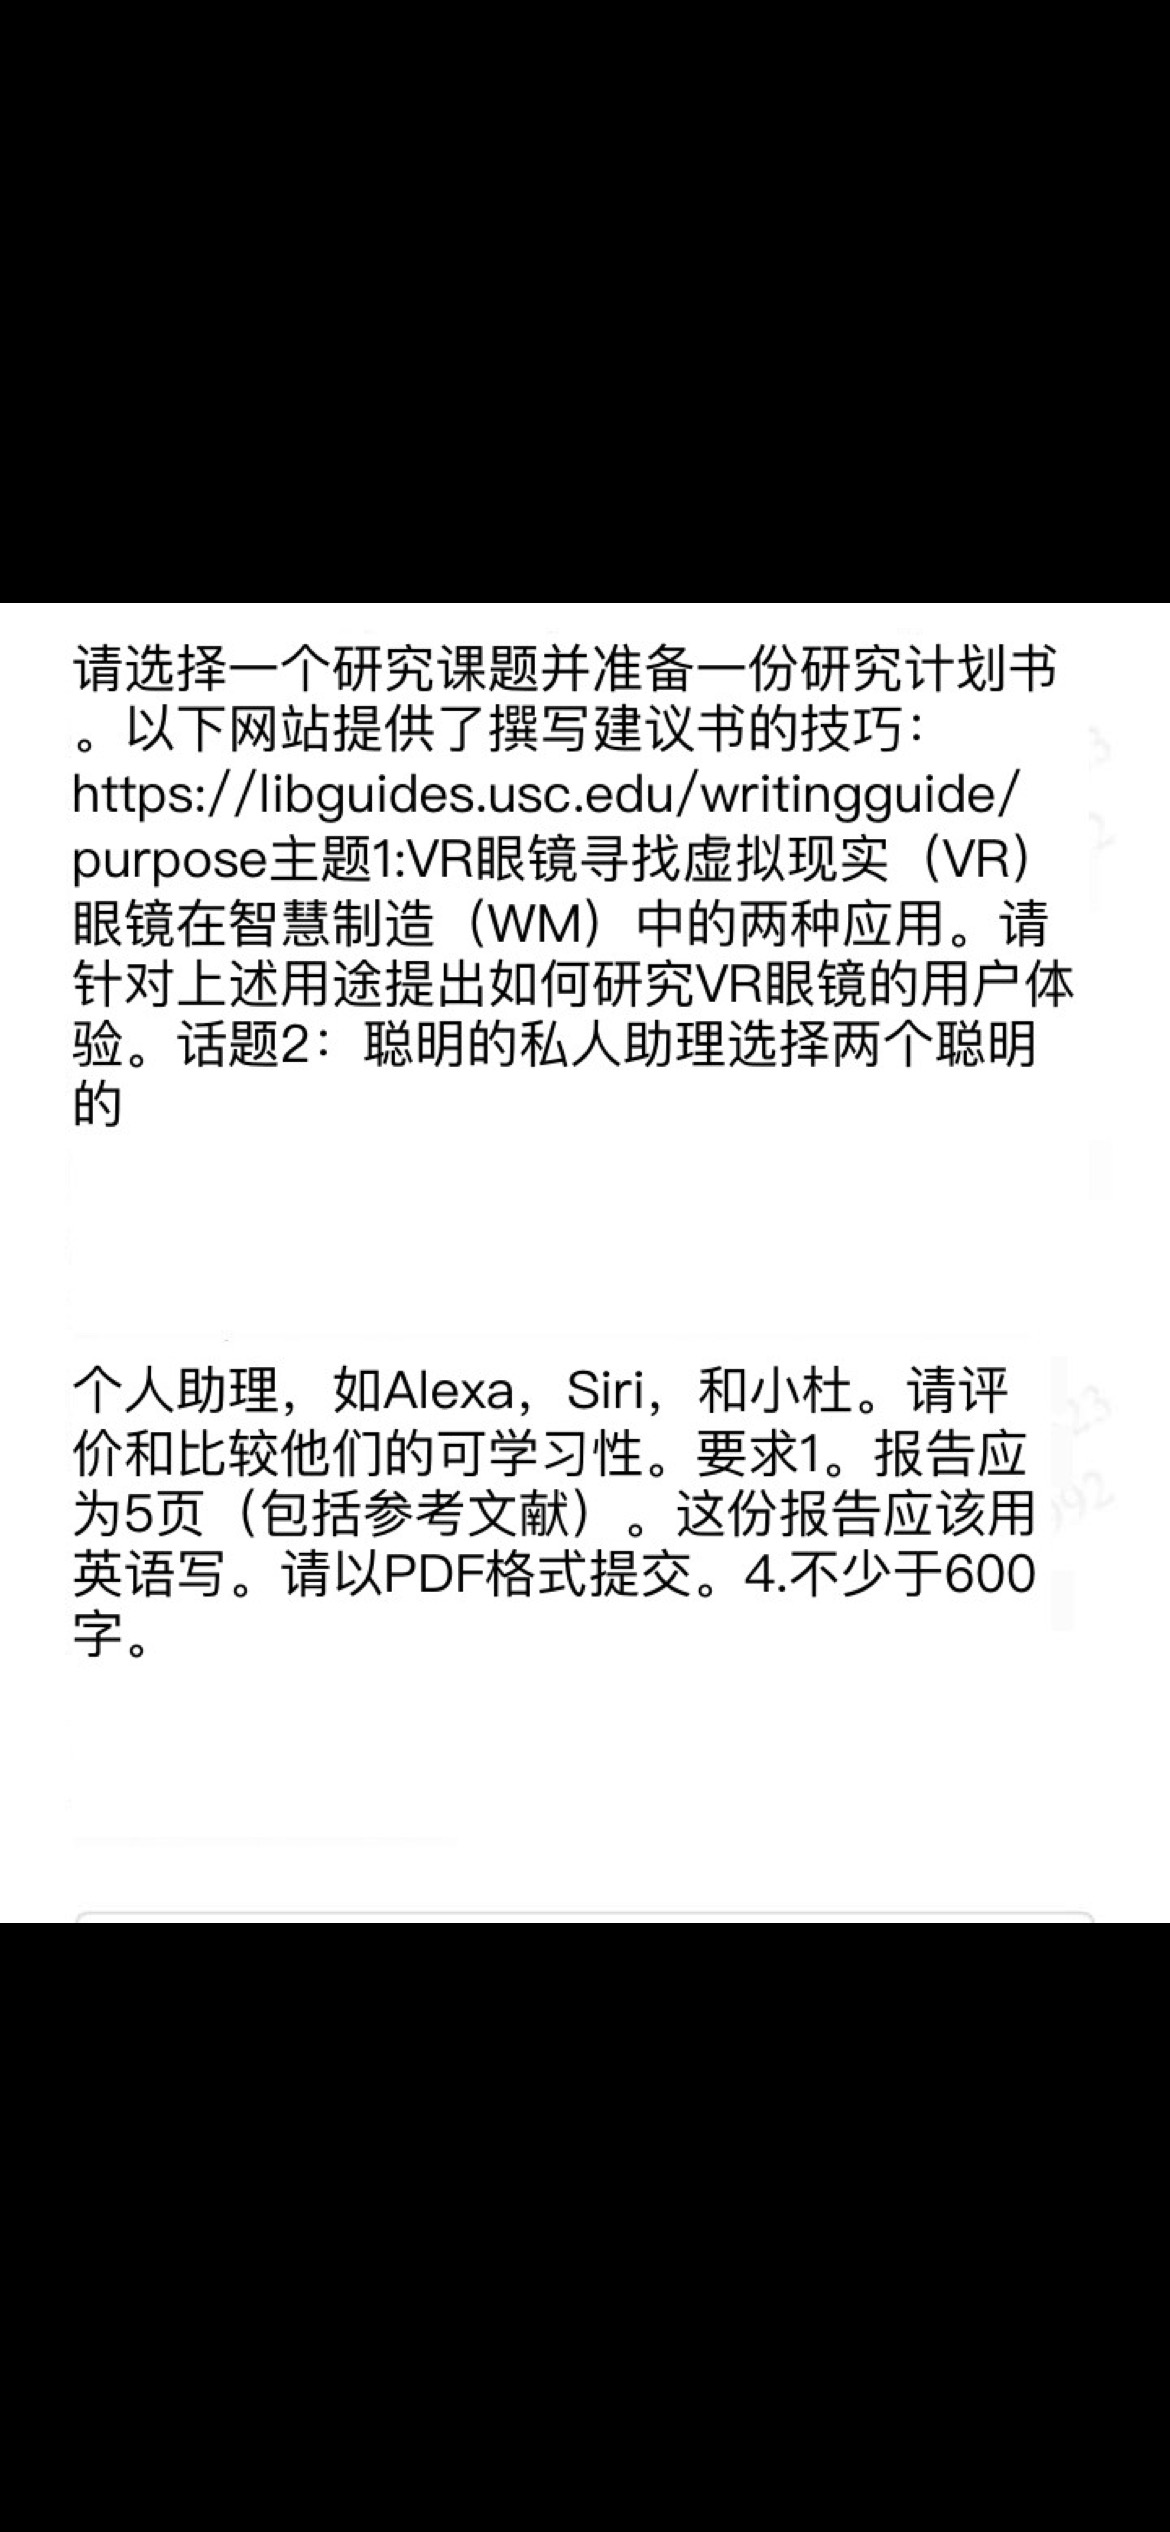 请选择一个研究课题并准备一份研究计划书
。以下网站提供了撰写建议书的技巧：
https://libguides.usc.edu/writingguide/
purpose主题1:VR眼镜寻找虚拟现实（VR）
眼镜在智慧制造（WM）中的两种应用。请
针对上述用途提出如何研究VR眼镜的用户体
验。话题2：聪明的私人助理选择两个聪明
的
个人助理，如Alexa，Siri，和小杜。请评
价和比较他们的可学习性。要求1。报告应
为5页（包括参考文献）。这份报告应该用
英语写。请以PDF格式提交。4.不少于600
字。